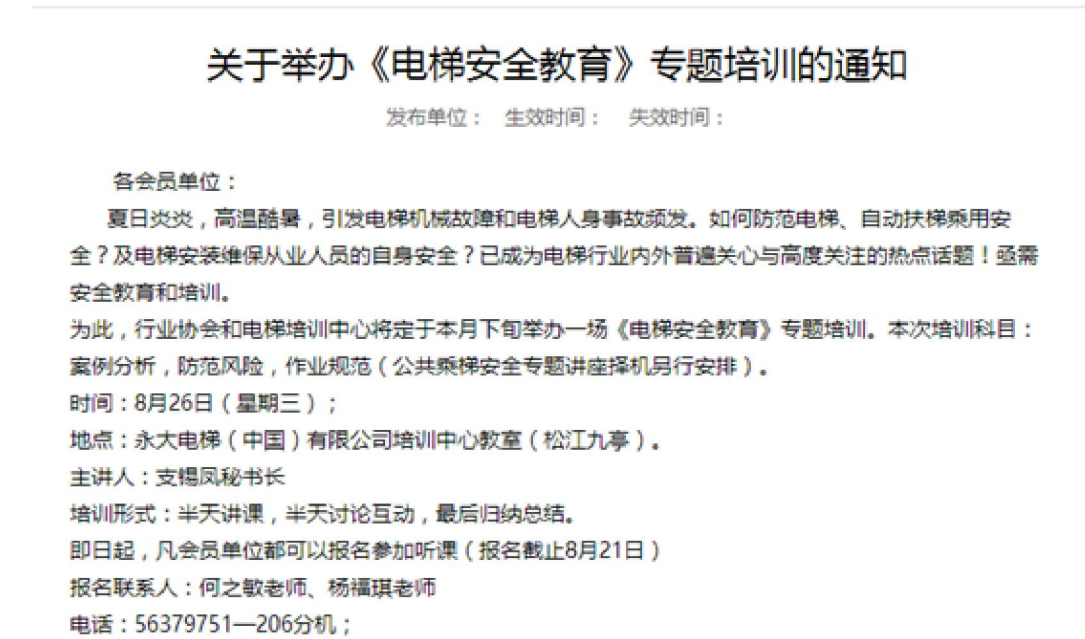 关于举办《电梯安全教育》专题培训的通知
发布单位： 生效时间： 失效时间：
各会员单位：
夏日炎炎，高温酷暑，引发电梯机械故障和电梯人身事故频发。如何防范电梯、自动扶梯乘用安
全？及电梯安装维保从业人员的自身安全？已成为电梯行业内外普遍关心与高度关注的热点话题！亟需
安全教育和培训。
为此，行业协会和电梯培训中心将定于本月下旬举办一场《电梯安全教育》专题培训。本次培训科目：
案例分析，防范风险，作业规范（公共乘梯安全专题讲座择机另行安排）。
时间：8月26日（星期三）；
地点：永大电梯（中国）有限公司培训中心教室（松江九亭）。
主讲人：支锡凤秘书长
培训形式：半天讲课，半天讨论互动，最后归纳总结。
即日起，凡会员单位都可以报名参加听课（报名截止8月21日）
报名联系人：何之敏老师、杨福琪老师
电话：56379751—206分机；